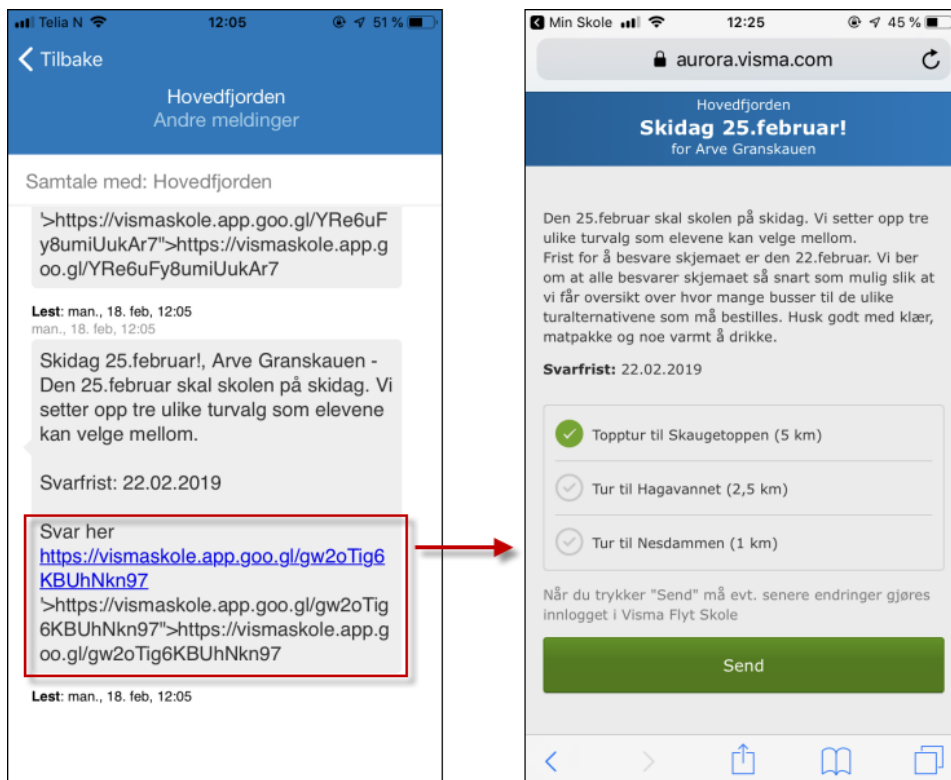 Telia N 12:05 51 %
Tilbake
Hovedfjorden
Andre meldinger
Samtale med: Hovedfjorden
'>https://vismaskole.app.goo.gl/YRe6uF
y8umiUukAr7">https://vismaskole.app.g
oo.gl/YRe6uFy8umiUukAr7
Lest: man., 18. feb, 12:05
man., 18. feb, 12:05
Skidag 25.februar!, Arve Granskauen -
Den 25.februar skal skolen på skidag. Vi
setter opp tre ulike turvalg som elevene
kan velge mellom.
Svarfrist: 22.02.2019
Svar her
https://vismaskole.app.goo.gl/gw2oTig6
KBUhNkn97
'>https://vismaskole.app.goo.gl/gw2oTig
6KBUhNkn97">https://vismaskole.app.g
oo.gl/gw2oTig6KBUhNkn97
Lest: man., 18. feb, 12:05
Min Skole 12:25 45 %
aurora.visma.com
Hovedfjorden
Skidag 25.februar!
for Arve Granskauen
Den 25.februar skal skolen på skidag. Vi setter opp tre
ulike turvalg som elevene kan velge mellom.
Frist for å besvare skjemaet er den 22.februar. Vi ber
om at alle besvarer skjemaet så snart som mulig slik at
vi får oversikt over hvor mange busser til de ulike
turalternativene som må bestilles. Husk godt med klær,
matpakke og noe varmt å drikke.
Svarfrist: 22.02.2019
Topptur til Skaugetoppen (5 km)
Tur til Hagavannet (2,5 km)
Tur til Nesdammen (1 km)
Når du trykker "Send" må evt. senere endringer gjøres
innlogget i Visma Flyt Skole
Send